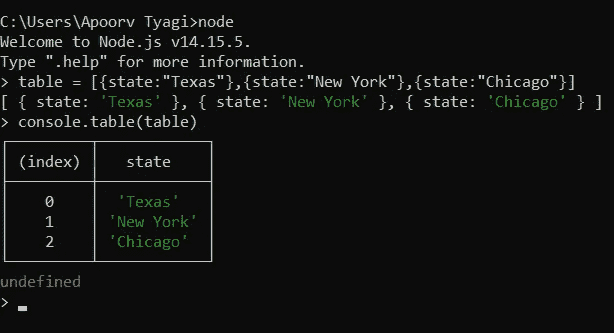 C:\Users\Apoorv Tyagi>node
Welcome to Node.js v14.15.5.
Type ".help" for more information.
> table = [{state:"Texas"},{state:"New York"},{state:"Chicago"}]
[ { state: 'Texas' }, { state: 'New York' }, { state: 'Chicago' } ]
> console.table(table)
(index) state
0 'Texas'
1 'New York'
2 'Chicago'
undefined
>